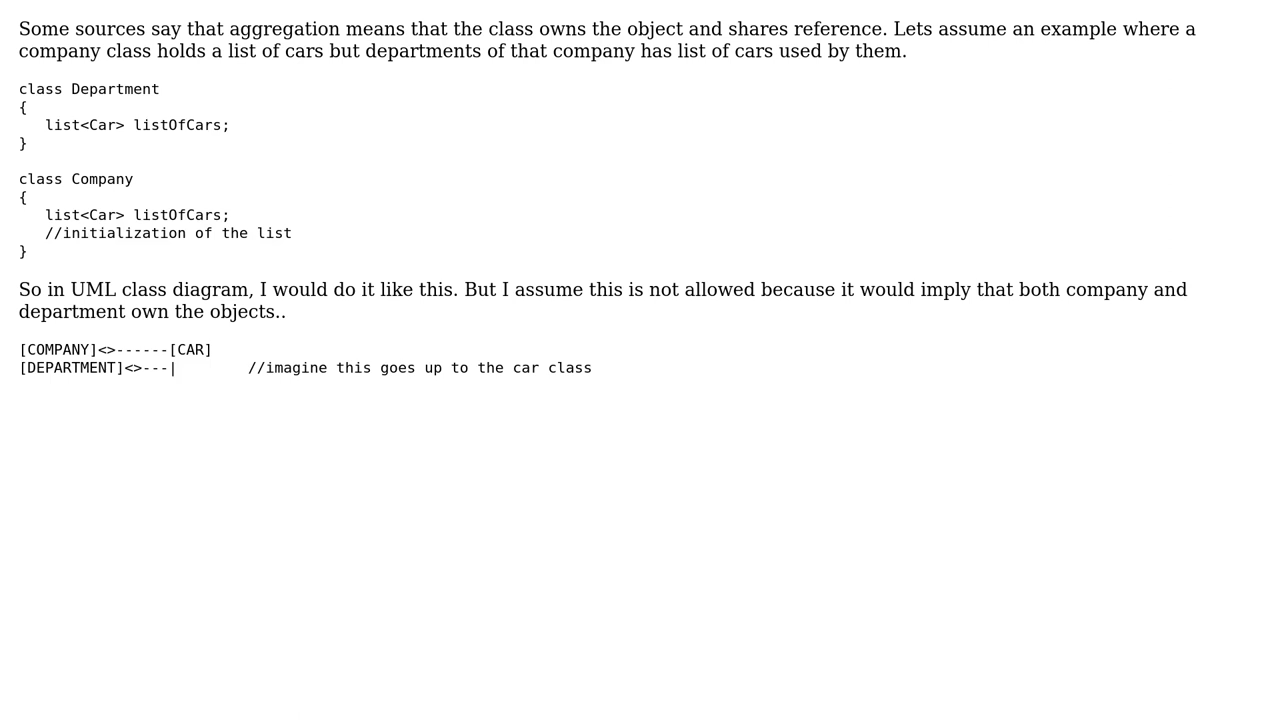 Some sources say that aggregation means that the class owns the object and shares reference. Lets assume an example where a
company class holds a list of cars but departments of that company has list of cars used by them.
class Department
{
   list<Car> listOfCars;
}
class Company
{
   list<Car> listOfCars;
   //initialization of the list
}
So in UML class diagram, I would do it like this. But I assume this is not allowed because it would imply that both company and
department own the objects..
[COMPANY]<>------[CAR]
[DEPARTMENT]<>---|        //imagine this goes up to the car class